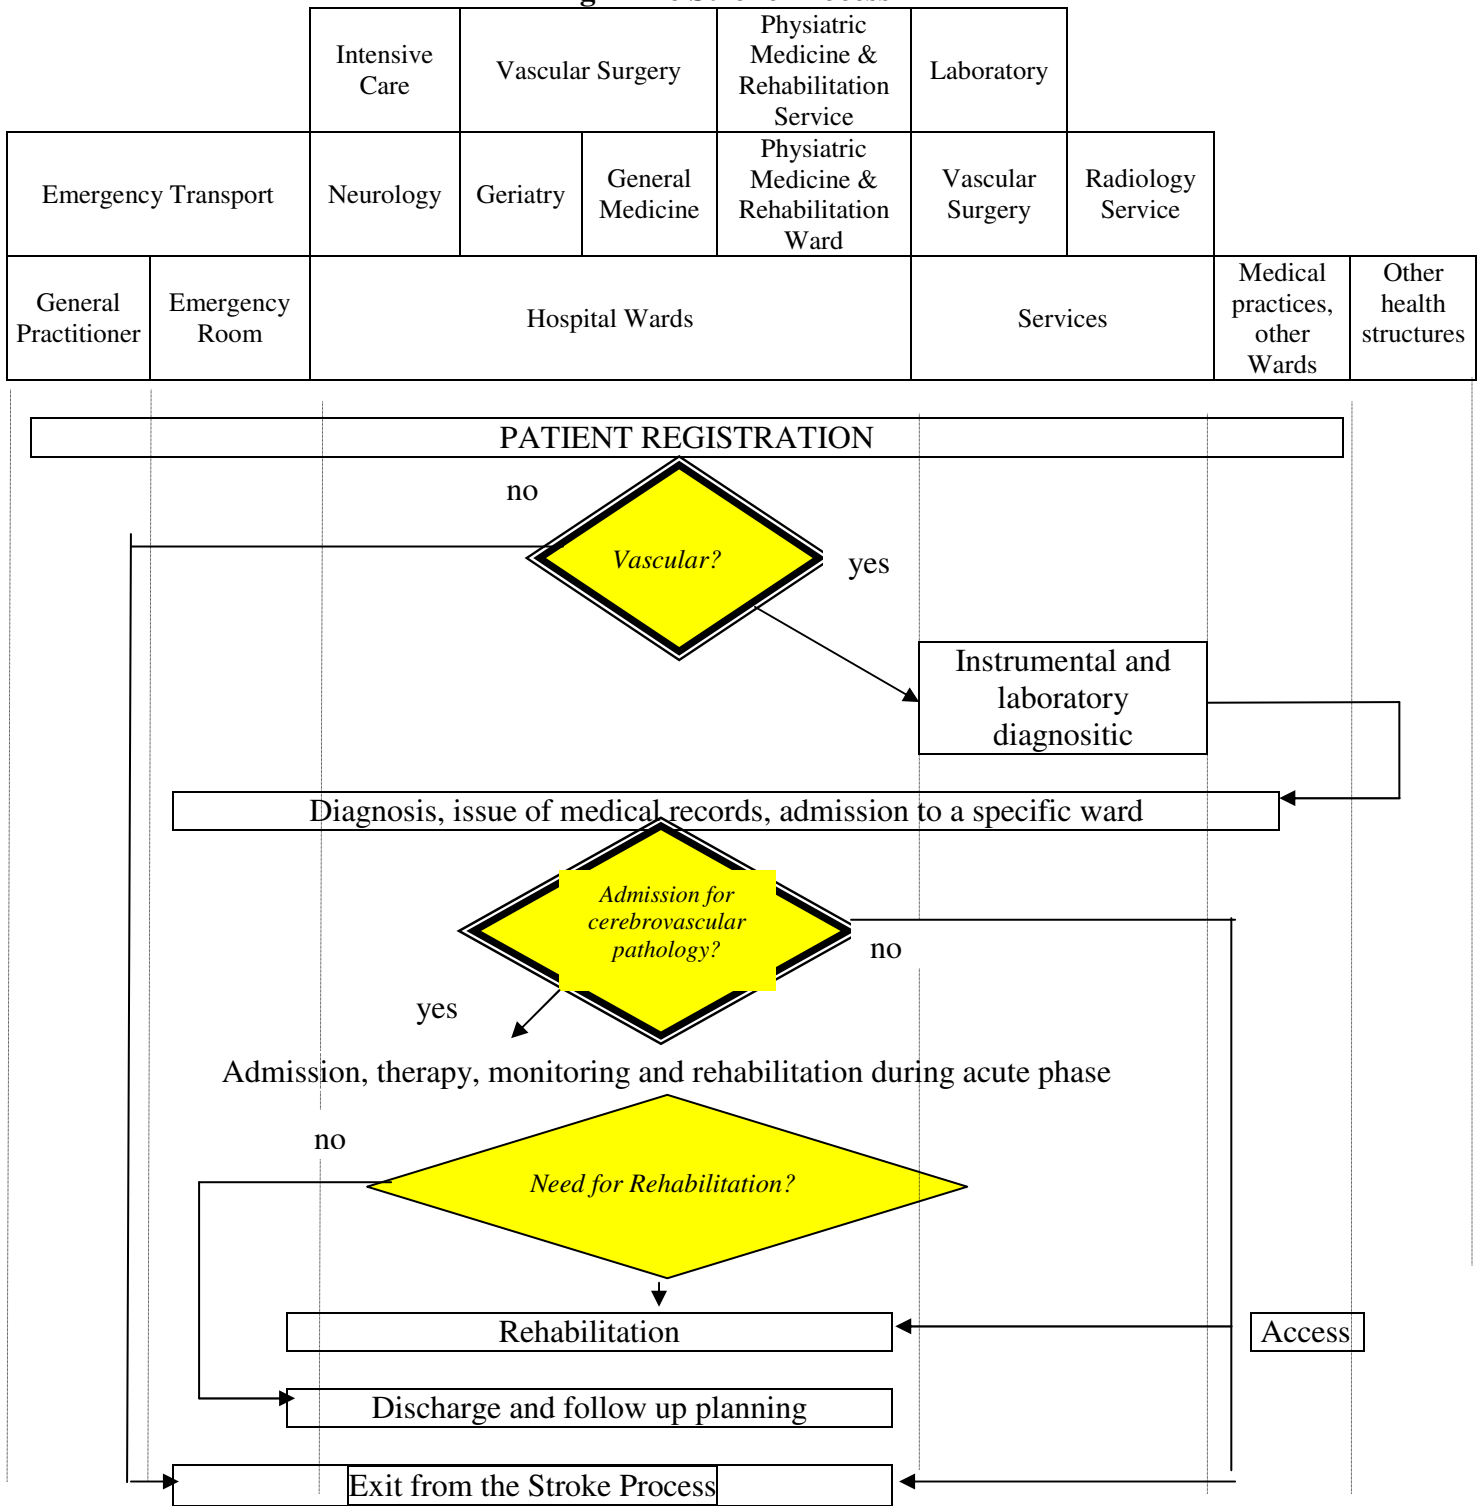 Stroke Process
Intensive
Care
Vascular Surgery
Physiatric
Medicine &
Rehabilitation
Service
Laboratory
Emergency Transport
Neurology
Geriatry
General
Medicine
Physiatric
Medicine &
Rehabilitation
Ward
Vascular
Surgery
Radiology
Service
General
Practitioner
Emergency
Room
Hospital Wards
Services
Medical
practices,
other
Wards
Other
health
structures
PATIENT REGISTRATION
no
Vascular?
yes
Instrumental and
laboratory
diagnositic
Diagnosis, issue of medical records, admission to a specific ward
Admission for
cerebrovascular
pathology?
no
yes
Admission, therapy, monitoring and rehabilitation during acute phase
no
Need for Rehabilitation?
Rehabilitation
Access
Discharge and follow up planning
Exit from the Stroke Process